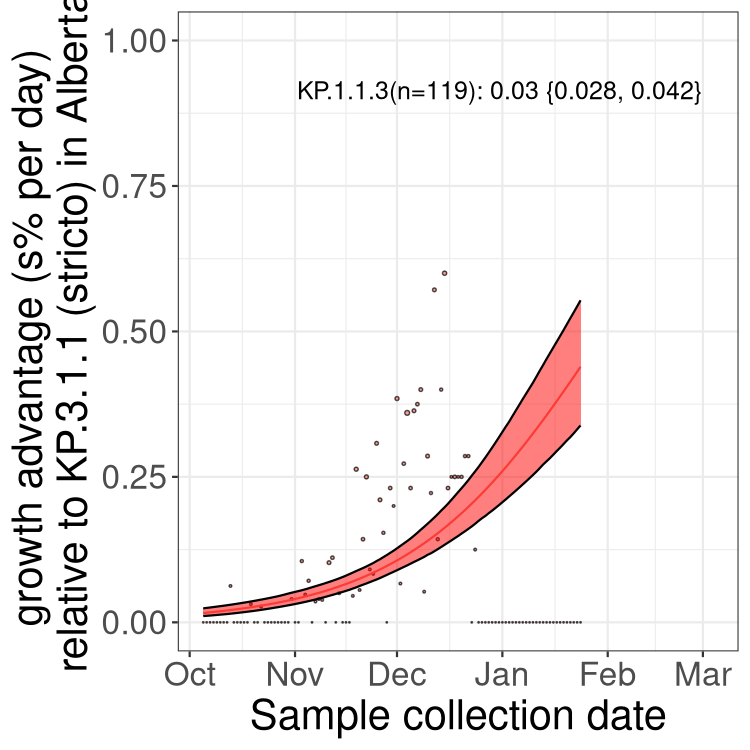 growth advantage (s% per day)
relative to KP.3.1.1 (stricto) in Alberta
1.00
0.75
0.50
0.25
0.00
KP.1.1.3(n=119): 0.03 {0.028, 0.042}
Oct Nov Dec Jan Feb Mar
Sample collection date